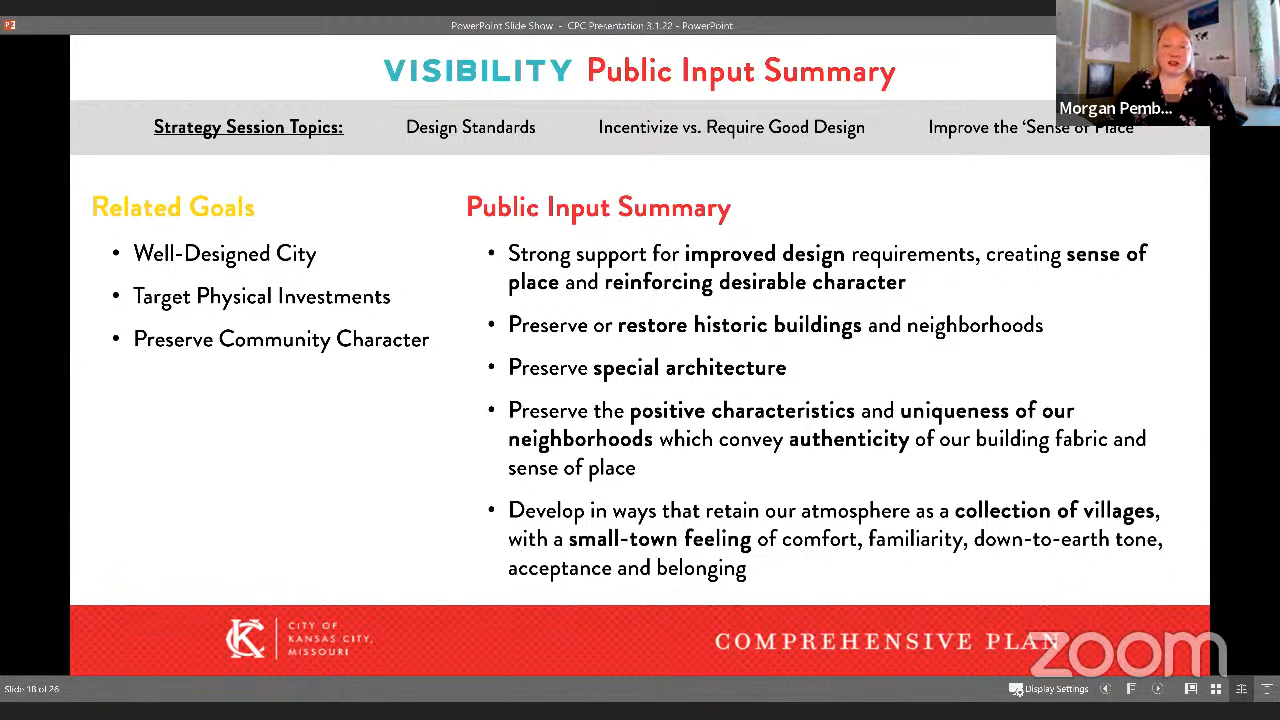 PowerPoint Slide Show - CPC Presentation 3.1.22 - PowerPoint
VISIBILITY Public Input Summary
Morgan Pemb...
Strategy Session Topics: Design Standards Incentivize vs. Require Good Design Improve the 'Sense of Place'
Related Goals
• Well-Designed City
• Target Physical Investments
• Preserve Community Character
Public Input Summary
• Strong support for improved design requirements, creating sense of
place and reinforcing desirable character
• Preserve or restore historic buildings and neighborhoods
• Preserve special architecture
• Preserve the positive characteristics and uniqueness of our
neighborhoods which convey authenticity of our building fabric and
sense of place
• Develop in ways that retain our atmosphere as a collection of villages,
with a small-town feeling of comfort, familiarity, down-to-earth tone,
acceptance and belonging
KC
CITY OF
KANSAS CITY,
MISSOURI
COMPREHENSIVE PLAN
zoom
Slide 18 of 26
Display Settings